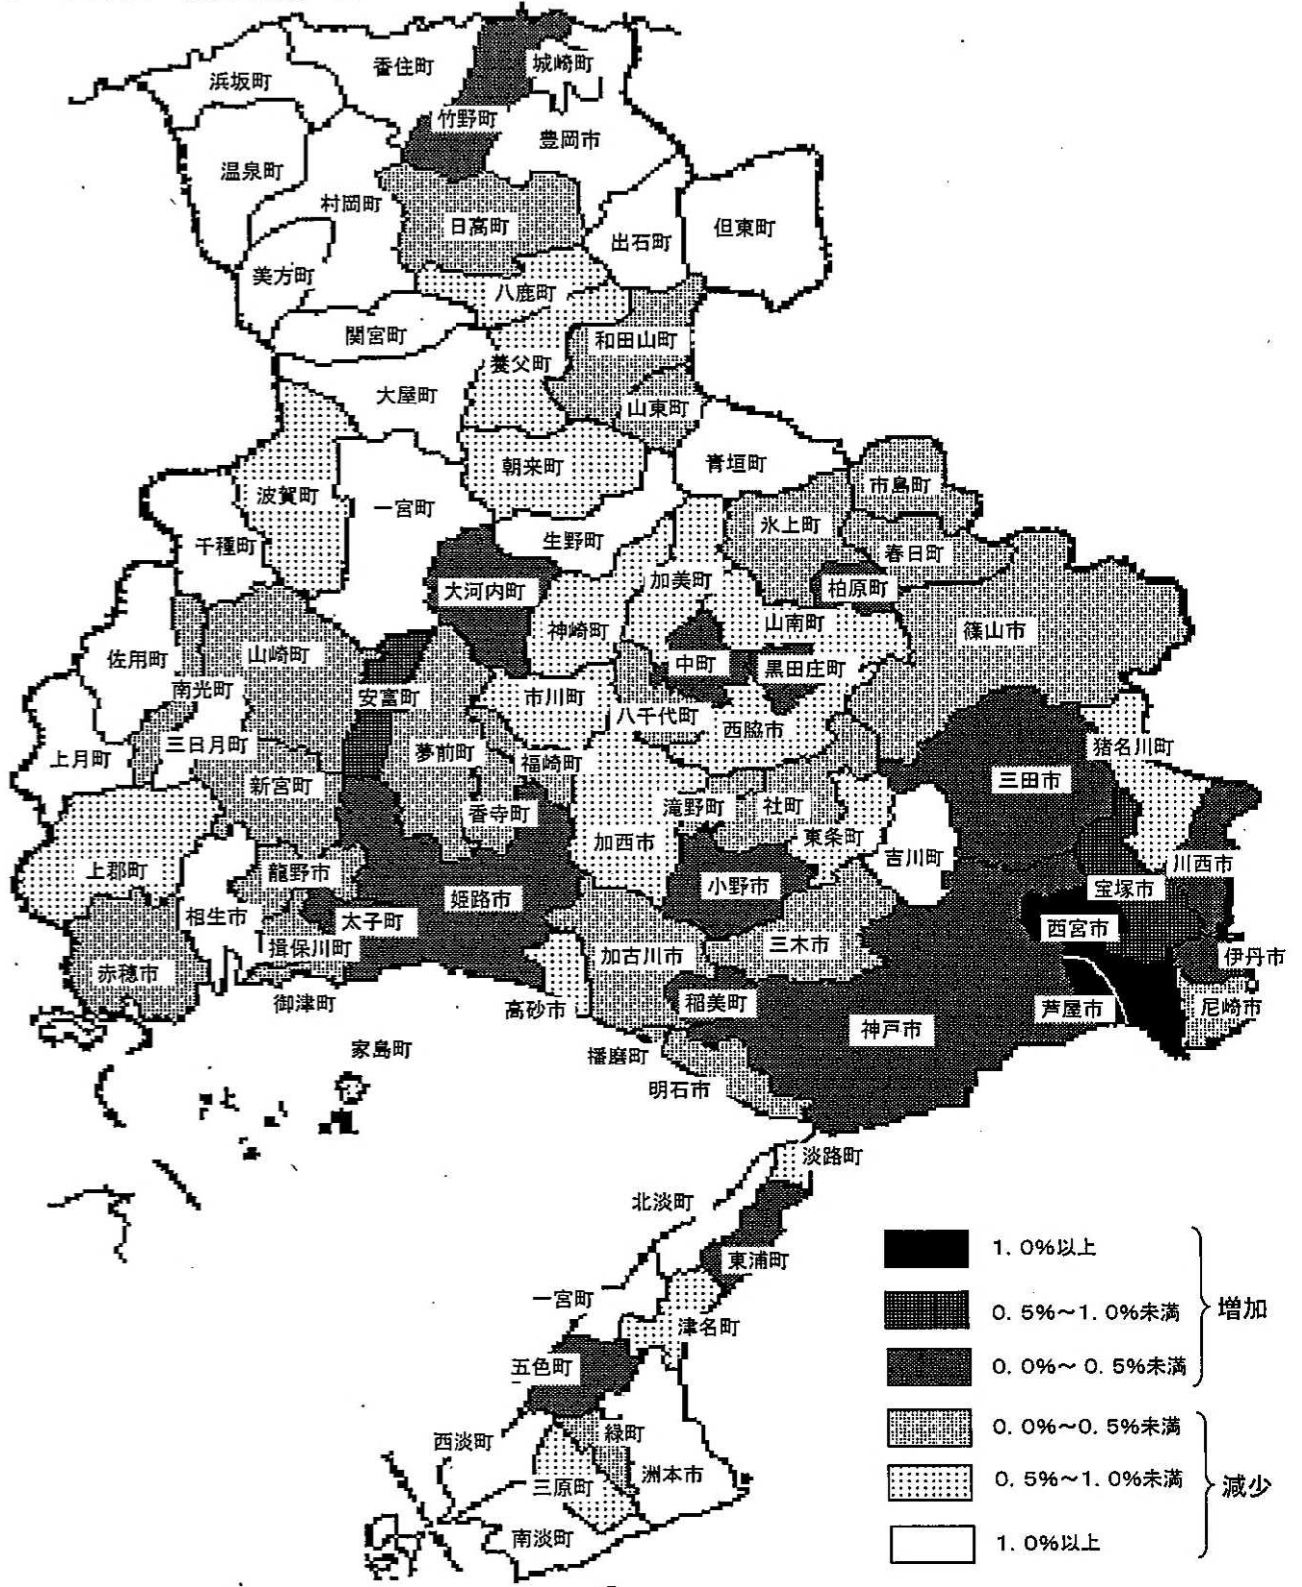 香住町
城崎町
浜坂町
竹野町
豊岡市
温泉町
村岡町
日高町
出石町
但東町
美方町
八鹿町
関宮町
和田山町
養父町
大屋町
山東町
朝来町
青垣町
波賀町
市島町
一宮町
氷上町
千種町
生野町
春日町
加美町
大河内町
柏原町
神崎町
山南町
篠山市
佐用町
山崎町
中町
黒田庄町
南光町
安富町
市川町
八千代町
西脇市
三日月町
猪名川町
上月町
夢前町
福崎町
三田市
新宮町
香寺町
滝野町
社町
加西市
東条町
吉川町
上郡町
龍野市
川西市
小野市
宝塚市
姫路市
相生市
太子町
西宮市
揖保川町
加古川市
三木市
赤穂市
伊丹市
御津町
高砂市
稲美町
芦屋市
尼崎市
神戸市
家島町
播磨町
明石市
淡路町
北淡町
東浦町
一宮町
津名町
五色町
緑町
西淡町
洲本市
三原町
南淡町
1.0%以上
0.5%～1.0%未満
0.0%～0.5%未満
増加
0.0%～0.5%未満
0.5%～1.0%未満
1.0%以上
減少